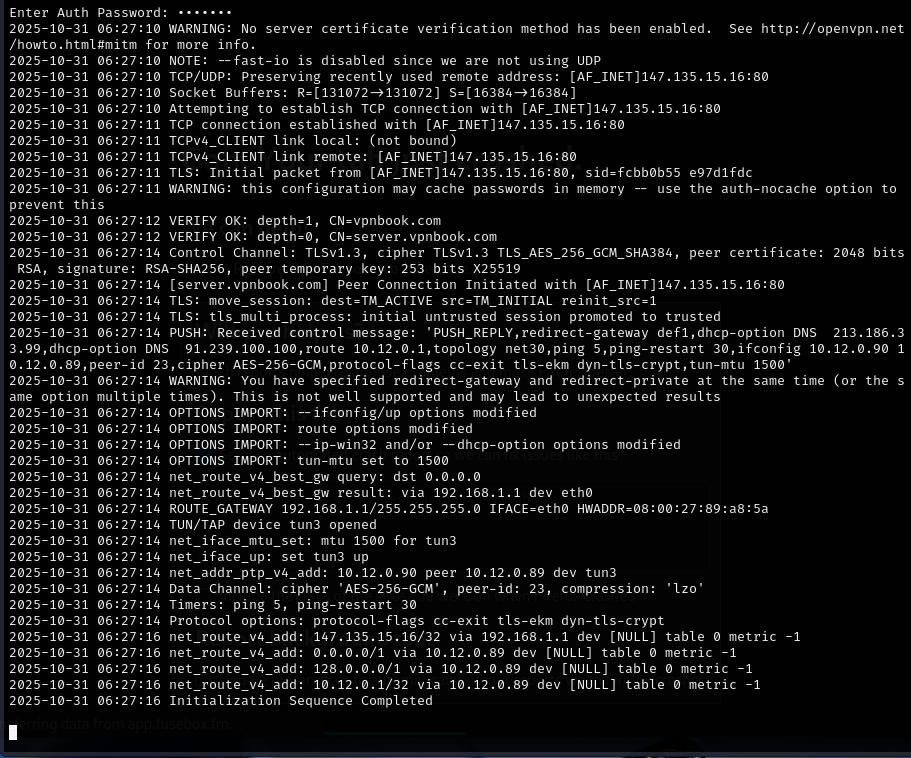 Enter Auth Password: •••••••
2025-10-31 06:27:10 WARNING: No server certificate verification method has been enabled.  See http://openvpn.net
/howto.html#mitm for more info.
2025-10-31 06:27:10 NOTE: --fast-io is disabled since we are not using UDP
2025-10-31 06:27:10 TCP/UDP: Preserving recently used remote address: [AF_INET]147.135.15.16:80
2025-10-31 06:27:10 Socket Buffers: R=[131072->131072] S=[16384->16384]
2025-10-31 06:27:10 Attempting to establish TCP connection with [AF_INET]147.135.15.16:80
2025-10-31 06:27:11 TCP connection established with [AF_INET]147.135.15.16:80
2025-10-31 06:27:11 TCPv4_CLIENT link local: (not bound)
2025-10-31 06:27:11 TCPv4_CLIENT link remote: [AF_INET]147.135.15.16:80
2025-10-31 06:27:11 TLS: Initial packet from [AF_INET]147.135.15.16:80, sid=fcbb0b55 e97d1fdc
2025-10-31 06:27:11 WARNING: this configuration may cache passwords in memory -- use the auth-nocache option to
prevent this
2025-10-31 06:27:12 VERIFY OK: depth=1, CN=vpnbook.com
2025-10-31 06:27:12 VERIFY OK: depth=0, CN=server.vpnbook.com
2025-10-31 06:27:14 Control Channel: TLSv1.3, cipher TLSv1.3 TLS_AES_256_GCM_SHA384, peer certificate: 2048 bits
 RSA, signature: RSA-SHA256, peer temporary key: 253 bits X25519
2025-10-31 06:27:14 [server.vpnbook.com] Peer Connection Initiated with [AF_INET]147.135.15.16:80
2025-10-31 06:27:14 TLS: move_session: dest=TM_ACTIVE src=TM_INITIAL reinit_src=1
2025-10-31 06:27:14 TLS: tls_multi_process: initial untrusted session promoted to trusted
2025-10-31 06:27:14 PUSH: Received control message: 'PUSH_REPLY,redirect-gateway def1,dhcp-option DNS  213.186.3
3.99,dhcp-option DNS  91.239.100.100,route 10.12.0.1,topology net30,ping 5,ping-restart 30,ifconfig 10.12.0.90 1
0.12.0.89,peer-id 23,cipher AES-256-GCM,protocol-flags cc-exit tls-ekm dyn-tls-crypt,tun-mtu 1500'
2025-10-31 06:27:14 WARNING: You have specified redirect-gateway and redirect-private at the same time (or the s
ame option multiple times). This is not well supported and may lead to unexpected results
2025-10-31 06:27:14 OPTIONS IMPORT: --ifconfig/up options modified
2025-10-31 06:27:14 OPTIONS IMPORT: route options modified
2025-10-31 06:27:14 OPTIONS IMPORT: --ip-win32 and/or --dhcp-option options modified
2025-10-31 06:27:14 OPTIONS IMPORT: tun-mtu set to 1500
2025-10-31 06:27:14 net_route_v4_best_gw query: dst 0.0.0.0
2025-10-31 06:27:14 net_route_v4_best_gw result: via 192.168.1.1 dev eth0
2025-10-31 06:27:14 ROUTE_GATEWAY 192.168.1.1/255.255.255.0 IFACE=eth0 HWADDR=08:00:27:89:a8:5a
2025-10-31 06:27:14 TUN/TAP device tun3 opened
2025-10-31 06:27:14 net_iface_mtu_set: mtu 1500 for tun3
2025-10-31 06:27:14 net_iface_up: set tun3 up
2025-10-31 06:27:14 net_addr_ptp_v4_add: 10.12.0.90 peer 10.12.0.89 dev tun3
2025-10-31 06:27:14 Data Channel: cipher 'AES-256-GCM', peer-id: 23, compression: 'lzo'
2025-10-31 06:27:14 Timers: ping 5, ping-restart 30
2025-10-31 06:27:14 Protocol options: protocol-flags cc-exit tls-ekm dyn-tls-crypt
2025-10-31 06:27:16 net_route_v4_add: 147.135.15.16/32 via 192.168.1.1 dev [NULL] table 0 metric -1
2025-10-31 06:27:16 net_route_v4_add: 0.0.0.0/1 via 10.12.0.89 dev [NULL] table 0 metric -1
2025-10-31 06:27:16 net_route_v4_add: 128.0.0.0/1 via 10.12.0.89 dev [NULL] table 0 metric -1
2025-10-31 06:27:16 net_route_v4_add: 10.12.0.1/32 via 10.12.0.89 dev [NULL] table 0 metric -1
2025-10-31 06:27:16 Initialization Sequence Completed
data from app.fusebox.fm